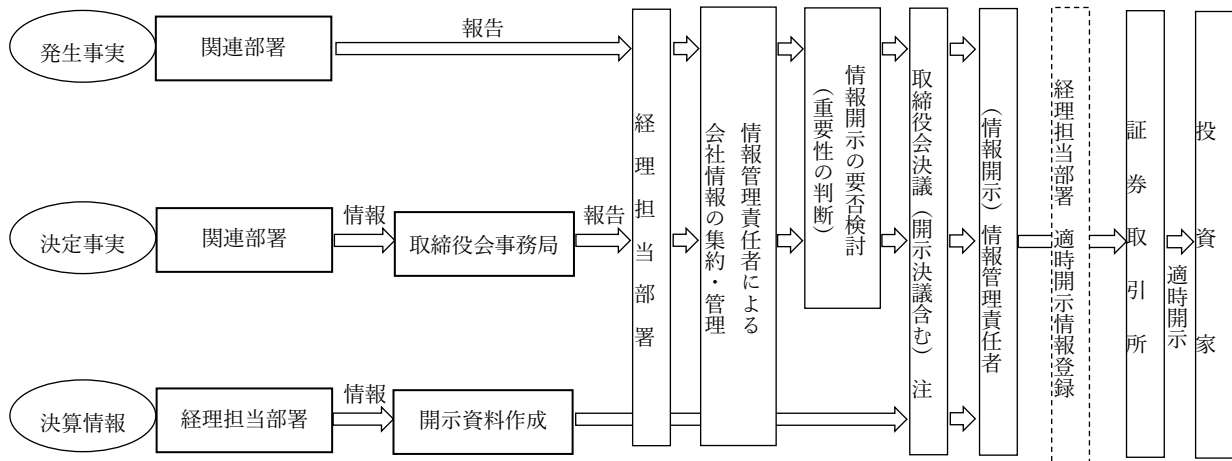 発生事実
関連部署
報告
決定事実
関連部署
情報
取締役会事務局
報告
決算情報
経理担当部署
情報
開示資料作成
経理担当部署
情報管理責任者による
会社情報の集約・管理
情報開示の要否検討
(重要性の判断)
取締役会決議(開示決議含む)注
(情報開示)情報管理責任者
経理担当部署 適時開示情報登録
証券取引所
適時開示
投資家